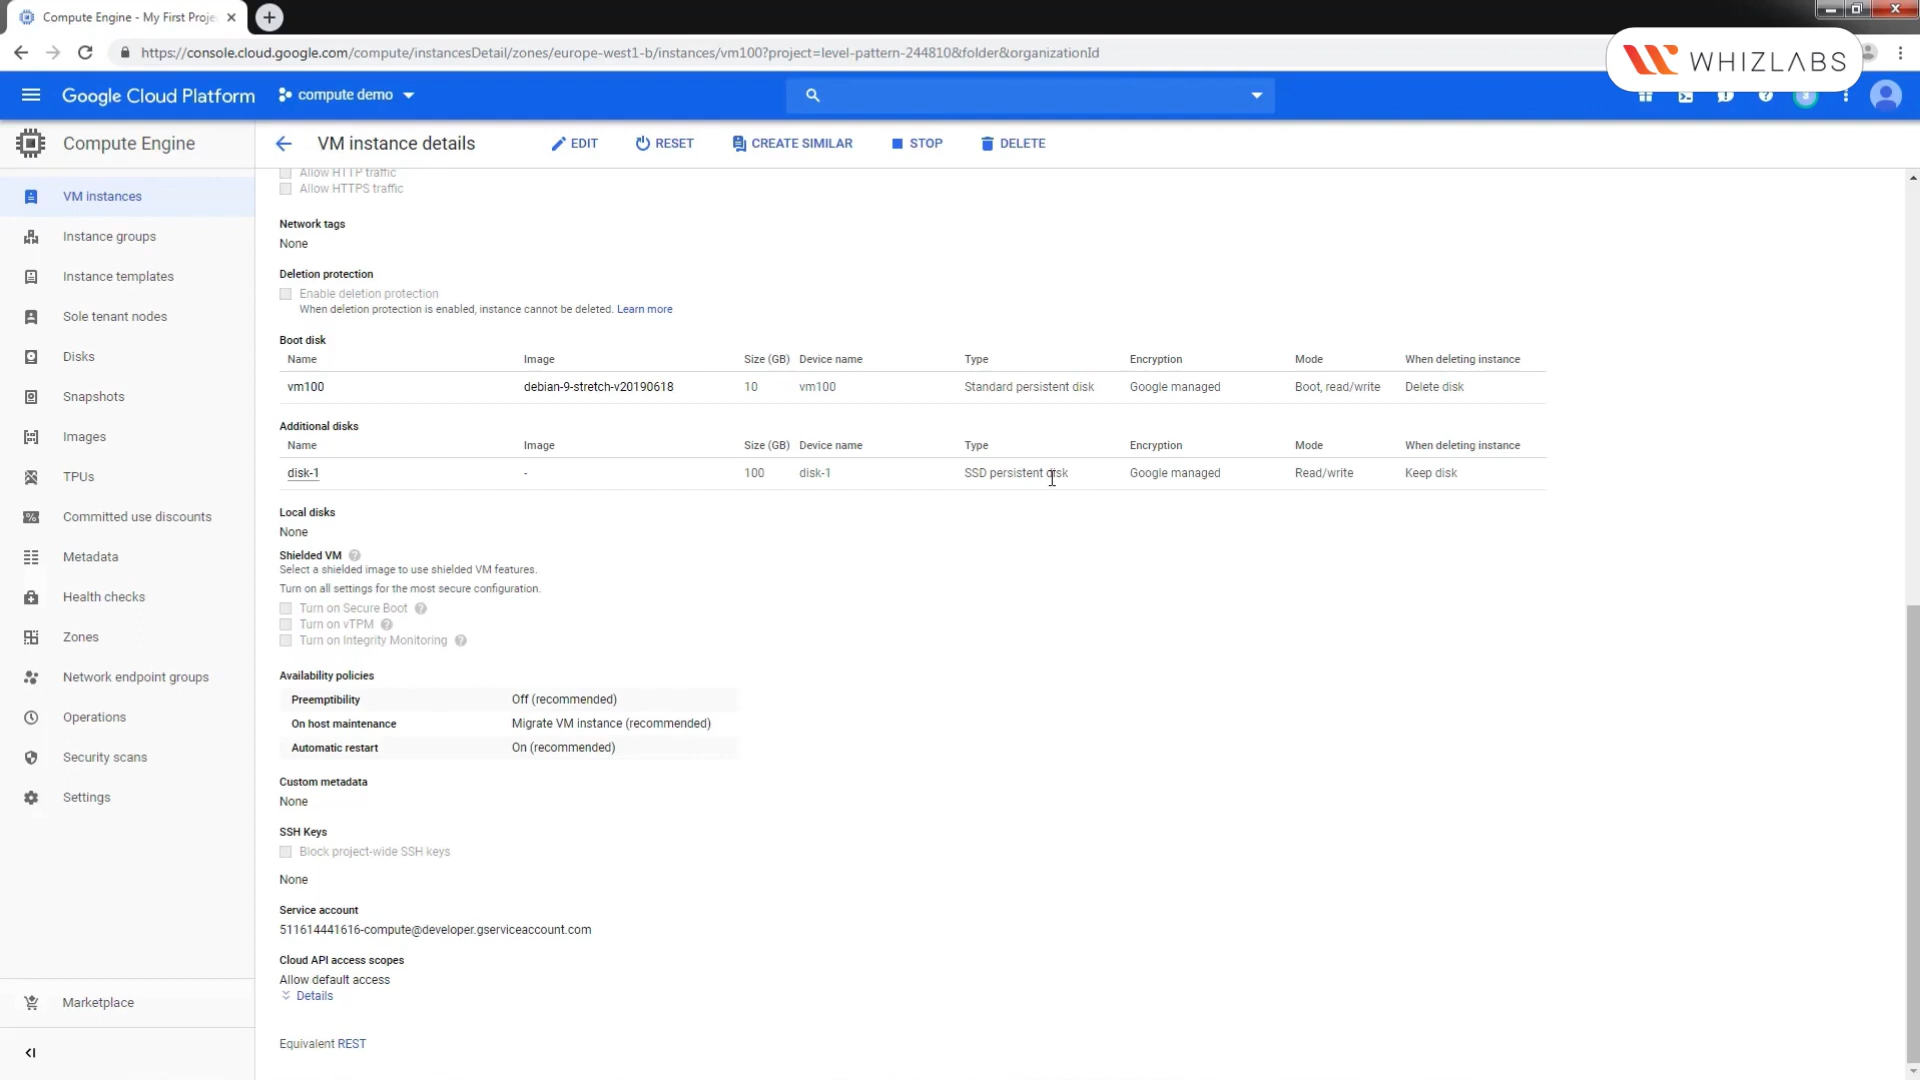 Compute Engine - My First Proje
https://console.cloud.google.com/compute/instancesDetail/zones/europe-west1-b/instances/vm100?project=level-pattern-244810&folder&organizationId
WHIZLABS
Google Cloud Platform
compute demo
Compute Engine
VM instance details
EDIT
RESET
CREATE SIMILAR
STOP
DELETE
VM instances
Instance groups
Instance templates
Sole tenant nodes
Disks
Snapshots
Images
TPUs
Committed use discounts
Metadata
Health checks
Zones
Network endpoint groups
Operations
Security scans
Settings
Marketplace
Allow HTTP traffic
Allow HTTPS traffic
Network tags
None
Deletion protection
Enable deletion protection
When deletion protection is enabled, instance cannot be deleted. Learn more
Boot disk
Name Image Size (GB) Device name Type Encryption Mode When deleting instance
vm100 debian-9-stretch-v20190618 10 vm100 Standard persistent disk Google managed Boot, read/write Delete disk
Additional disks
Name Image Size (GB) Device name Type Encryption Mode When deleting instance
disk-1 - 100 disk-1 SSD persistent disk Google managed Read/write Keep disk
Local disks
None
Shielded VM
Select a shielded image to use shielded VM features.
Turn on all settings for the most secure configuration.
Turn on Secure Boot
Turn on vTPM
Turn on Integrity Monitoring
Availability policies
Preemptibility Off (recommended)
On host maintenance Migrate VM instance (recommended)
Automatic restart On (recommended)
Custom metadata
None
SSH Keys
Block project-wide SSH keys
None
Service account
511614441616-compute@developer.gserviceaccount.com
Cloud API access scopes
Allow default access
Details
Equivalent REST